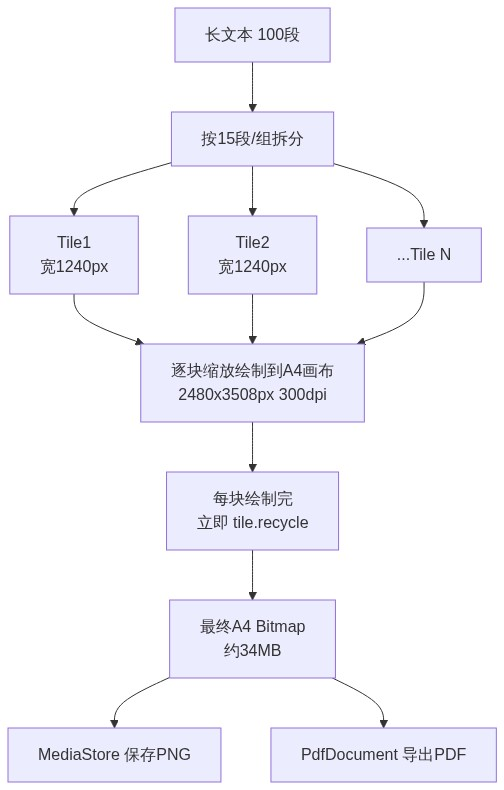 长文本 100段
按15段/组拆分
Tile1
宽1240px
Tile2
宽1240px
...Tile N
逐块缩放绘制到A4画布
2480x3508px 300dpi
每块绘制完
立即 tile.recycle
最终A4 Bitmap
约34MB
MediaStore 保存PNG
PdfDocument 导出PDF